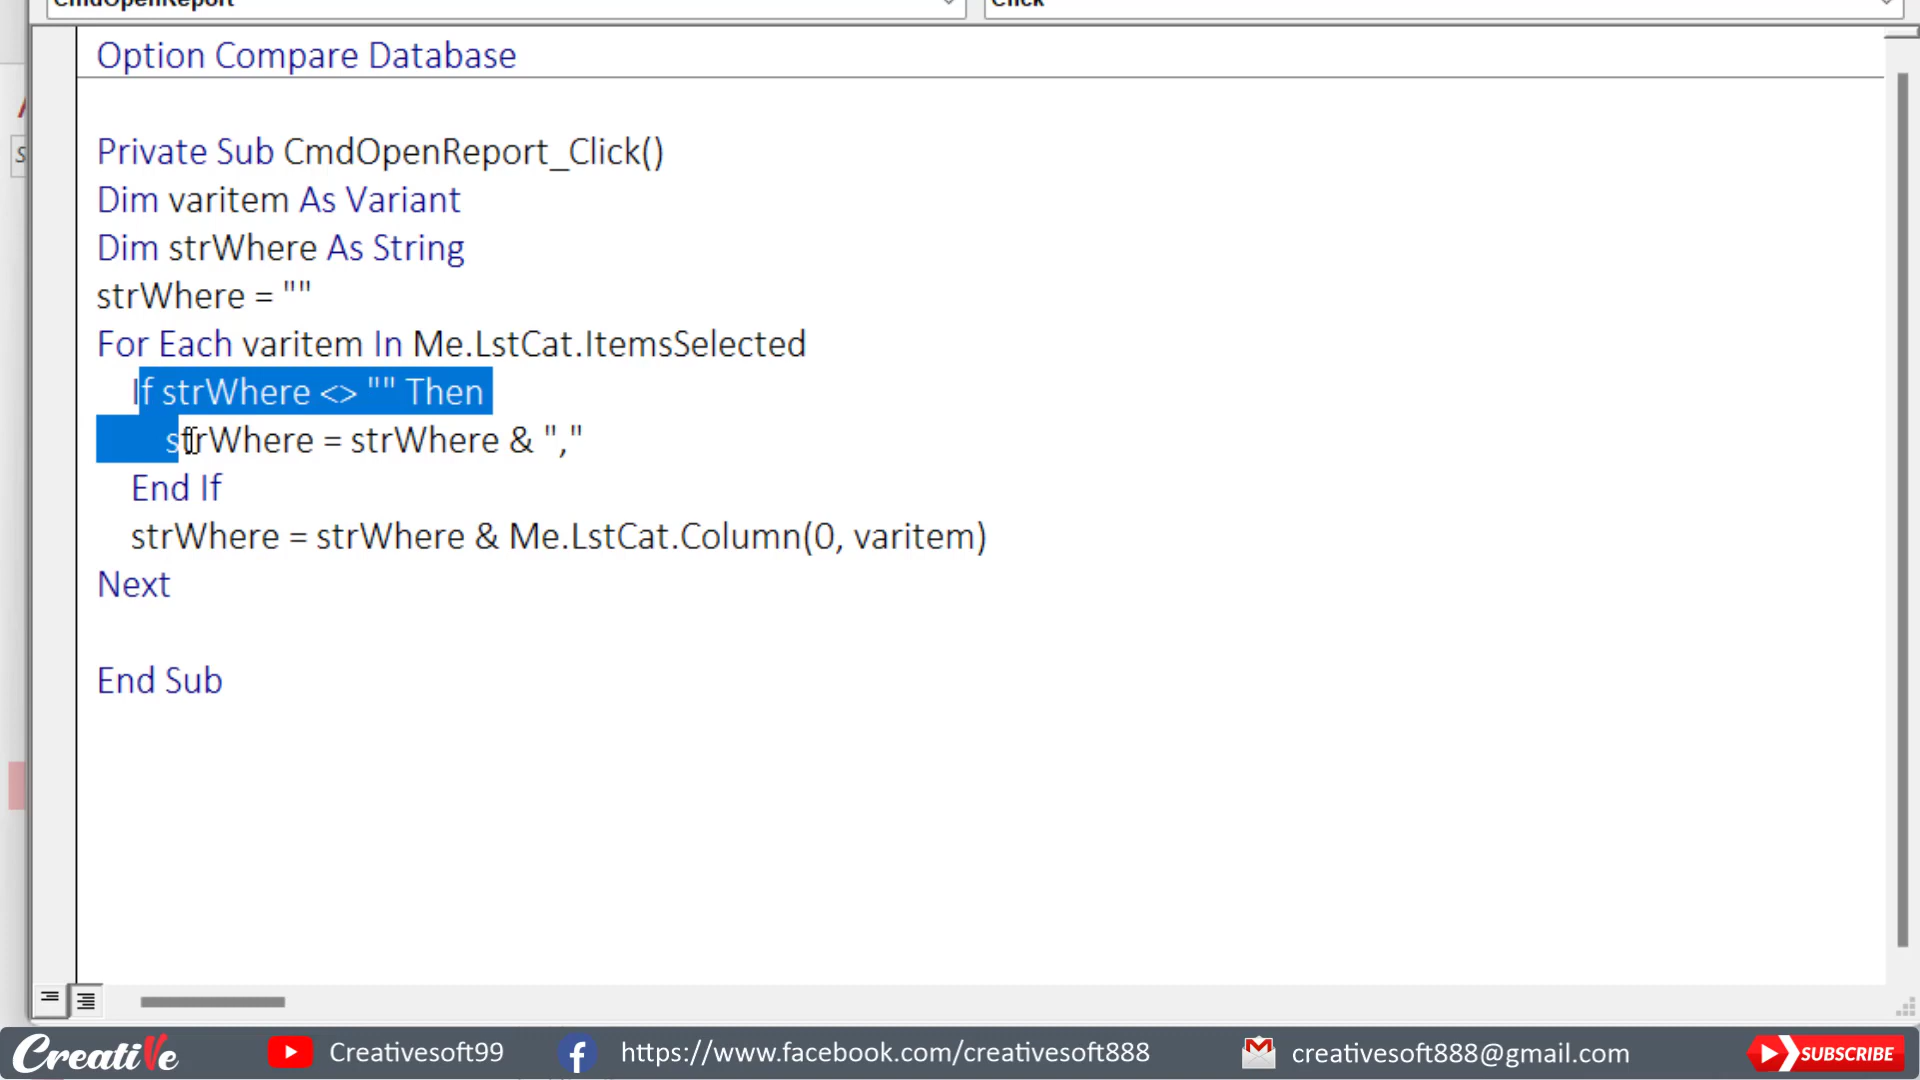 CmdOpenReport
Click
Option Compare Database
Private Sub CmdOpenReport_Click()
Dim varitem As Variant
Dim strWhere As String
strWhere = ""
For Each varitem In Me.LstCat.ItemsSelected
If strWhere <> "" Then
strWhere = strWhere & ","
End If
strWhere = strWhere & Me.LstCat.Column(0, varitem)
Next
End Sub
Creative
Creativesoft99
https://www.facebook.com/creativesoft888
creativesoft888@gmail.com
SUBSCRIBE